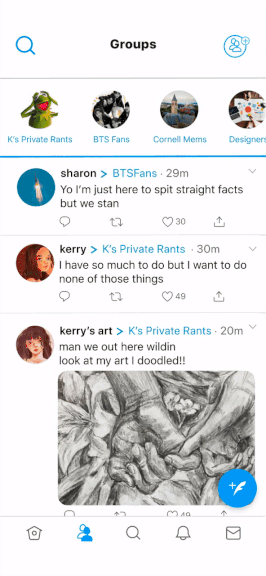 Groups
K's Private Rants
BTS Fans
Cornell Mems
Designers
sharon > BTSFans · 29m
Yo I'm just here to spit straight facts
but we stan
30
kerry > K's Private Rants · 30m
I have so much to do but I want to do
none of those things
49
kerry's art > K's Private Rants · 20m
man we out here wildin
look at my art I doodled!!
49